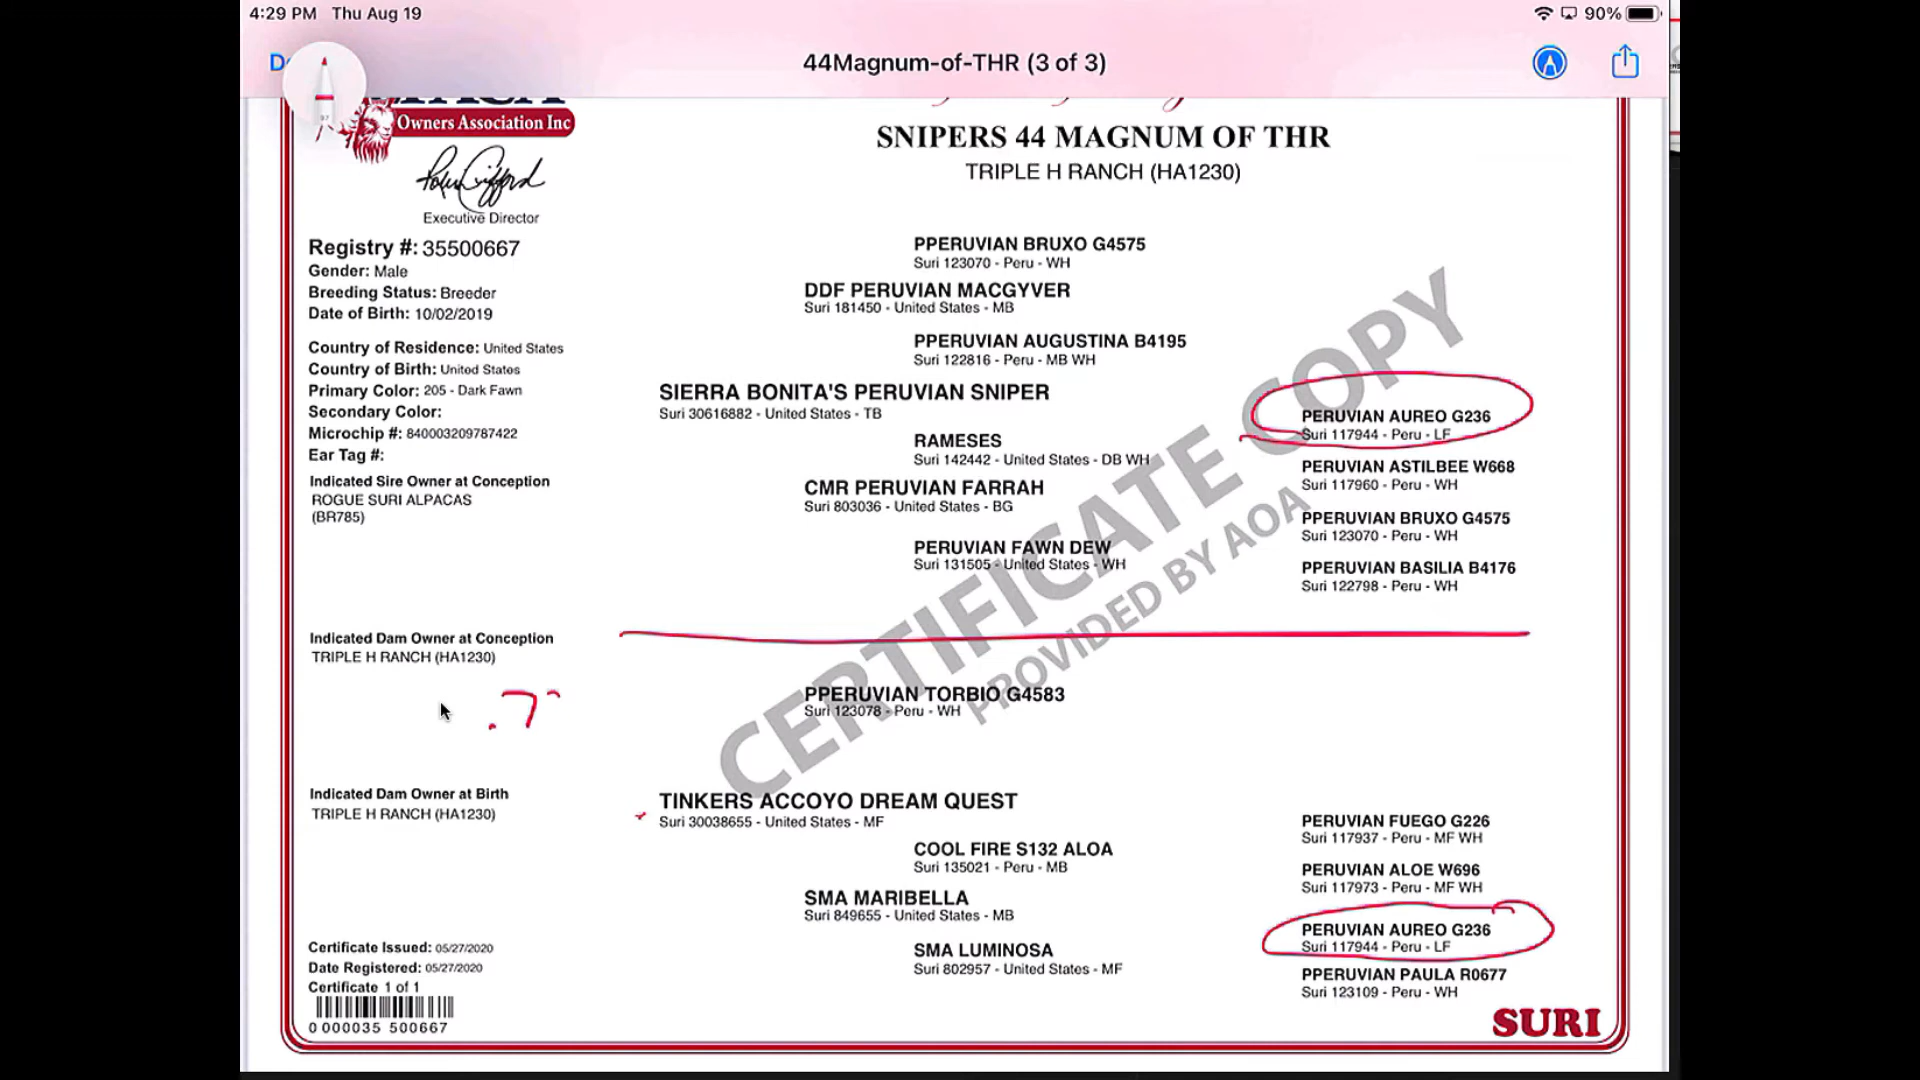 4:29 PM Thu Aug 19
90%
44Magnum-of-THR (3 of 3)
Owners Association Inc
Executive Director
SNIPERS 44 MAGNUM OF THR
TRIPLE H RANCH (HA1230)
Registry #: 35500667
Gender: Male
Breeding Status: Breeder
Date of Birth: 10/02/2019
Country of Residence: United States
Country of Birth: United States
Primary Color: 205 - Dark Fawn
Secondary Color:
Microchip #: 840003209787422
Ear Tag #:
Indicated Sire Owner at Conception
ROGUE SURI ALPACAS
(BR785)
Indicated Dam Owner at Conception
TRIPLE H RANCH (HA1230)
Indicated Dam Owner at Birth
TRIPLE H RANCH (HA1230)
Certificate Issued: 05/27/2020
Date Registered: 05/27/2020
Certificate 1 of 1
0 000035 500667
PPERUVIAN BRUXO G4575
Suri 123070 - Peru - WH
DDF PERUVIAN MACGYVER
Suri 181450 - United States - MB
PPERUVIAN AUGUSTINA B4195
Suri 122816 - Peru - MB WH
SIERRA BONITA'S PERUVIAN SNIPER
Suri 30616882 - United States - TB
RAMESES
Suri 142442 - United States - DB WH
CMR PERUVIAN FARRAH
Suri 803036 - United States - BG
PERUVIAN FAWN DEW
Suri 131505 - United States - WH
PERUVIAN AUREO G236
Suri 117944 - Peru - LF
PERUVIAN ASTILBEE W668
Suri 117960 - Peru - WH
PPERUVIAN BRUXO G4575
Suri 123070 - Peru - WH
PPERUVIAN BASILIA B4176
Suri 122798 - Peru - WH
PPERUVIAN TORBIO G4583
Suri 123078 - Peru - WH
TINKERS ACCOYO DREAM QUEST
Suri 30038655 - United States - MF
COOL FIRE S132 ALOA
Suri 135021 - Peru - MB
SMA MARIBELLA
Suri 849655 - United States - MB
SMA LUMINOSA
Suri 802957 - United States - MF
PERUVIAN FUEGO G226
Suri 117937 - Peru - MF WH
PERUVIAN ALOE W696
Suri 117973 - Peru - MF WH
PERUVIAN AUREO G236
Suri 117944 - Peru - LF
PPERUVIAN PAULA R0677
Suri 123109 - Peru - WH
SURI
CERTIFICATE COPY
PROVIDED BY AOA